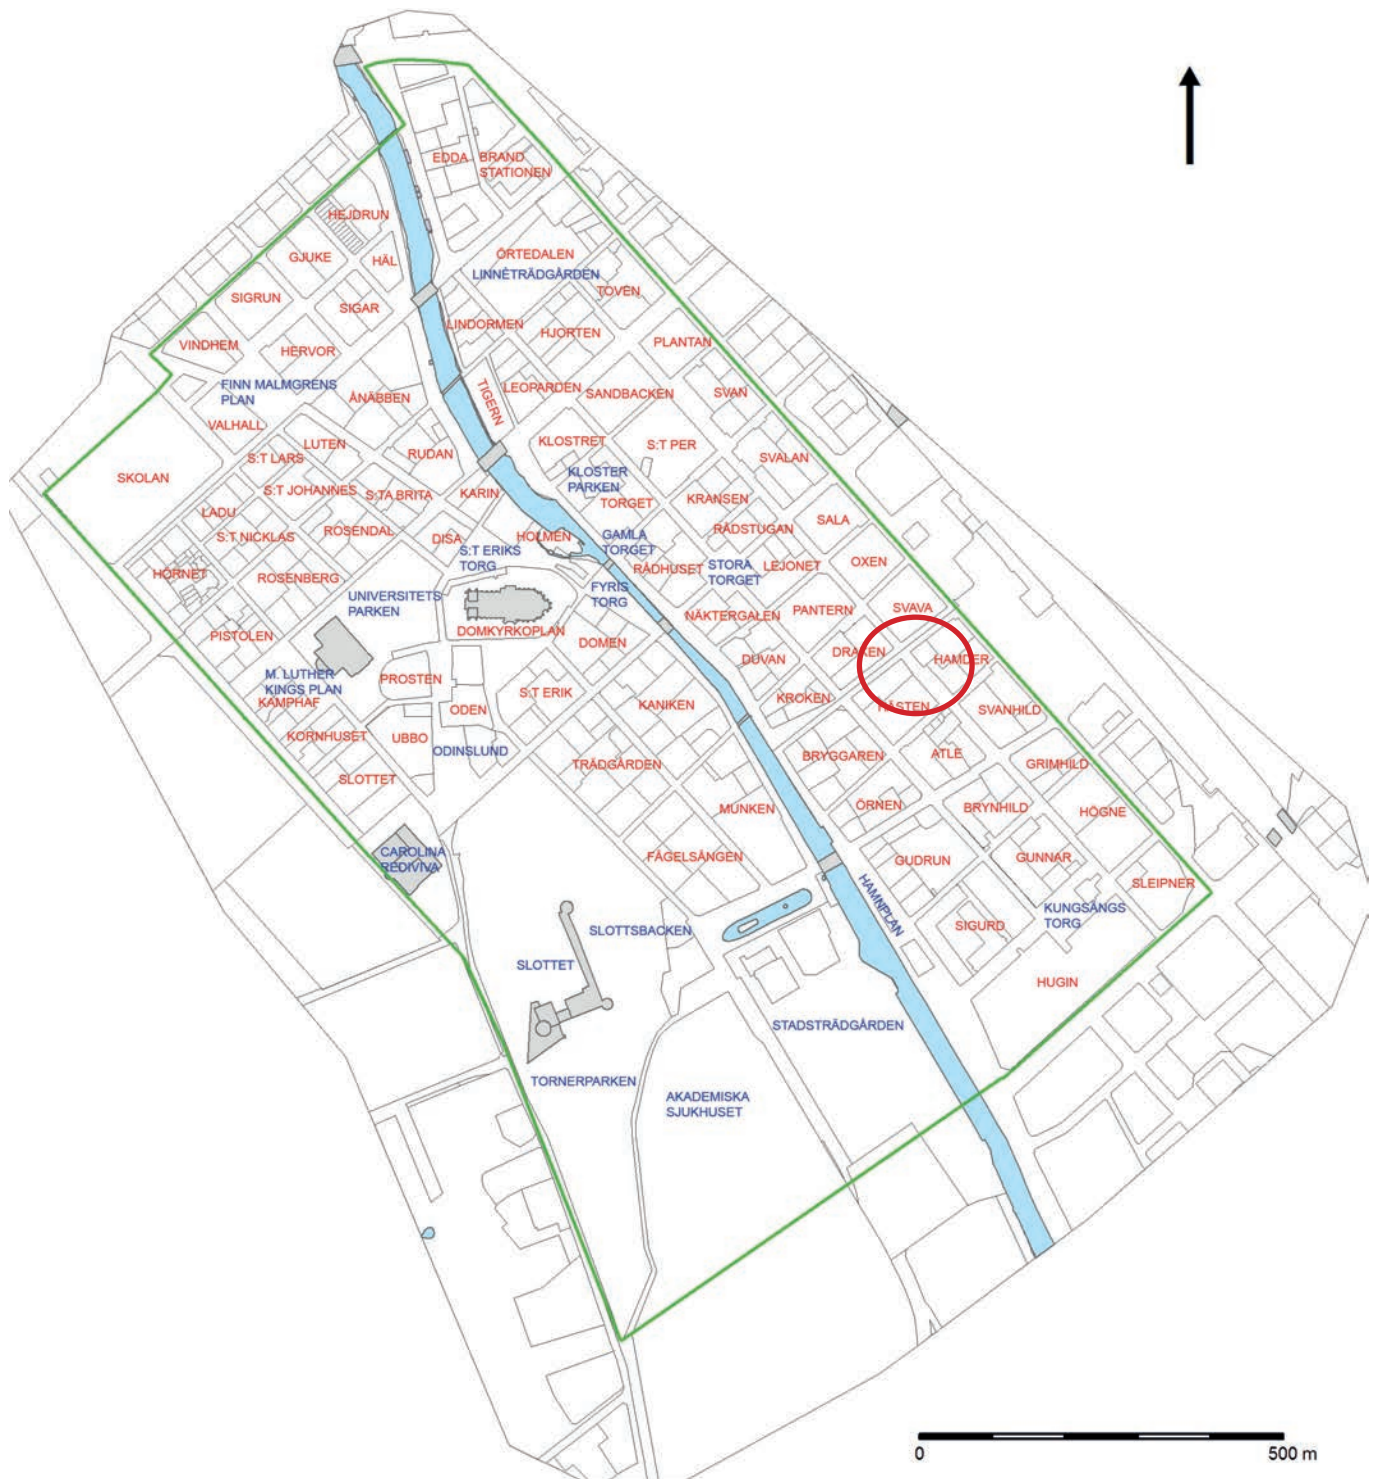 EDDA
BRAND
STATIONEN
HEJDRUN
GJUKE
HÄL
ÖRTEDALEN
LINNÉTRÄDGÅRDEN
TOVEN
SIGRUN
SIGAR
LINDORMEN
HJORTEN
VINDHEM
HERVOR
PLANTAN
FINN MALMGRENS
PLAN
ÅNÄBBEN
TIGERN
LEOPARDEN
SANDBACKEN
SVAN
VALHALL
LUTEN
RUDAN
KLOSTRET
S:T PER
SVALAN
S:T LARS
SKOLAN
S:T JOHANNES
S:TA BRITA
KARIN
KLOSTER
PARKEN
TORGET
KRANSEN
LADU
S:T NICKLAS
ROSENDAL
DISA
HOLMEN
GAMLA
TORGET
RÅDSTUGAN
SALA
S:T ERIKS
TORG
RÅDHUSET
STORA
TORGET
LEJONET
OXEN
HORNET
ROSENBERG
UNIVERSITETS
PARKEN
FYRIS
TORG
NÄKTERGALEN
PANTERN
SVAVA
PISTOLEN
DOMKYRKOPLAN
DOMEN
DUVAN
DRAKEN
HAMDER
M. LUTHER
KINGS PLAN
KAMPHAF
PROSTEN
ODEN
S:T ERIK
KANIKEN
KROKEN
HÄSTEN
SVANHILD
KORNHUSET
UBBO
ODINSLUND
BRYGGAREN
ATLE
SLOTTET
TRÄDGÅRDEN
GRIMHILD
MUNKEN
ÖRNEN
BRYNHILD
HÖGNE
CAROLINA
REDIVIVA
FÅGELSÅNGEN
GUDRUN
GUNNAR
SLEIPNER
HAMNPLAN
SIGURD
KUNGSÄNGS
TORG
SLOTTSBACKEN
SLOTTET
HUGIN
STADSTRÄDGÅRDEN
TORNERPARKEN
AKADEMISKA
SJUKHUSET
0 500 m